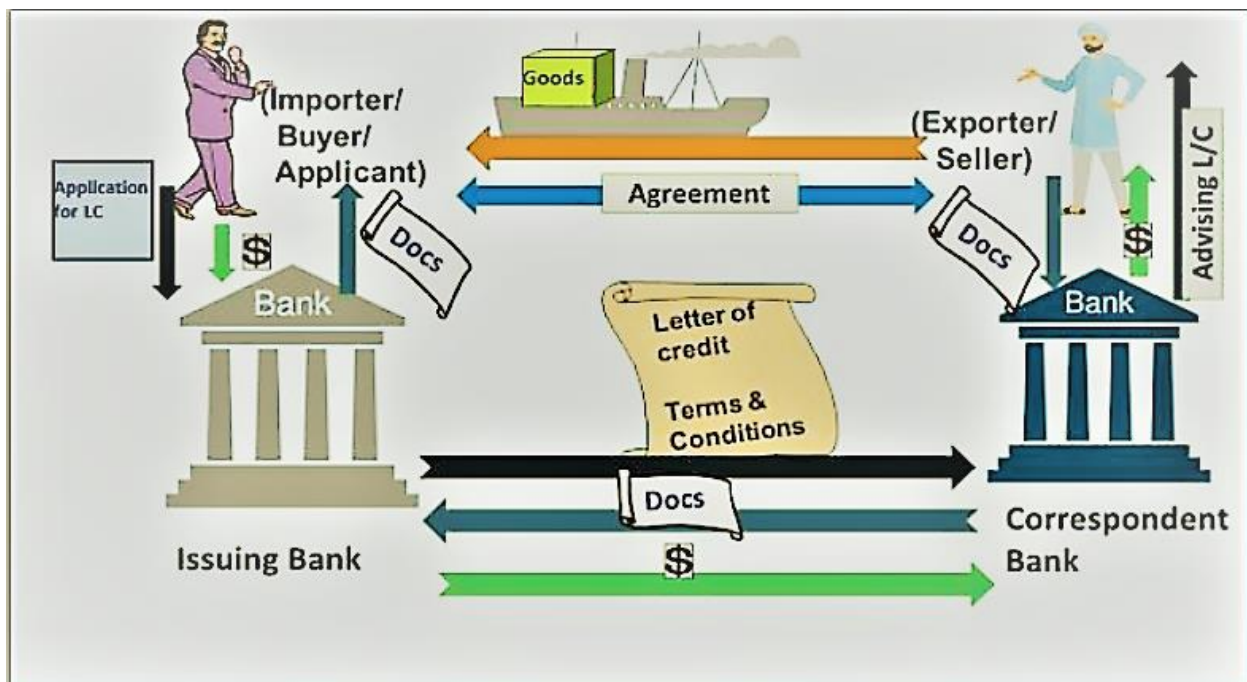 Goods
(Importer/
Buyer/
Applicant)
(Exporter/
Seller)
Application
for LC
Agreement
Advising L/C
$
Docs
Docs
$
Bank
Bank
Letter of
credit
Terms &
Conditions
Docs
Issuing Bank
$
Correspondent
Bank